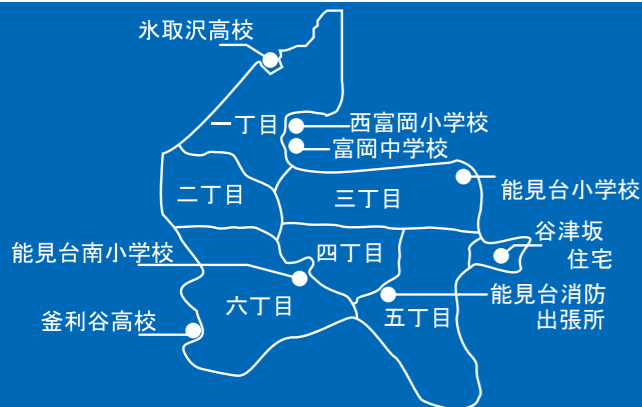 氷取沢高校
一丁目
西富岡小学校
富岡中学校
二丁目
三丁目
能見台小学校
谷津坂
住宅
能見台南小学校
四丁目
六丁目
能見台消防
出張所
釜利谷高校
五丁目